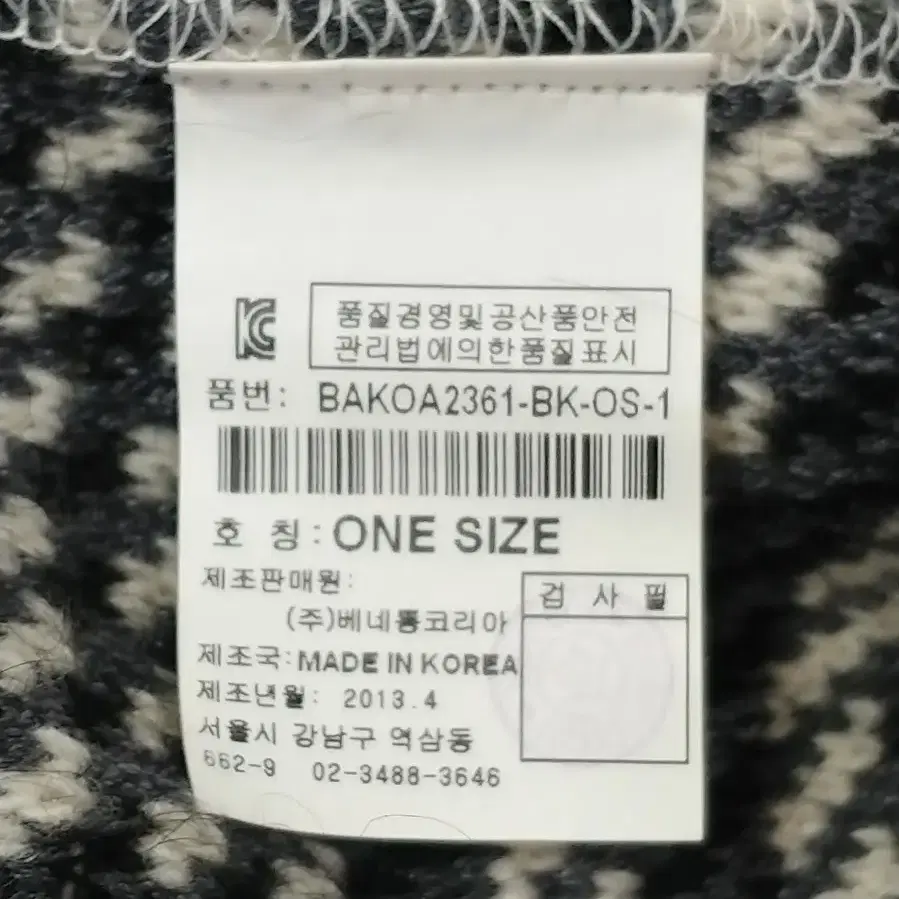 품질경영및공산품안전
관리법에의한품질표시
품번: BAKOA2361-BK-OS-1
호 칭: ONE SIZE
제조판매원:
(주)베네통코리아
검 사 필
제조국: MADE IN KOREA
제조년월: 2013.4
서울시 강남구 역삼동
662-9 02-3488-3646